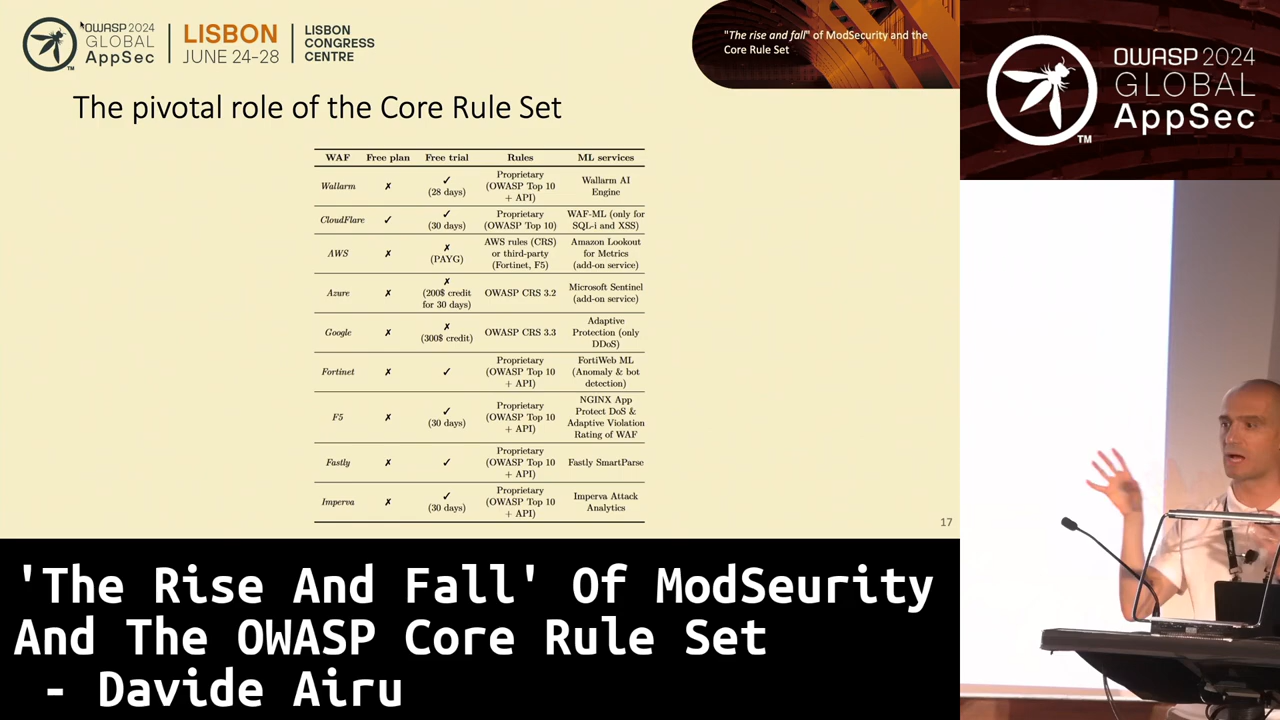 OWASP 2024
GLOBAL
AppSec
TM
LISBON
JUNE 24-28
LISBON
CONGRESS
CENTRE
"The rise and fall" of ModSecurity and the
Core Rule Set
OWASP 2024
GLOBAL
AppSec
TM
The pivotal role of the Core Rule Set
WAF Free plan Free trial Rules ML services
Wallarm ✗ ✓ (28 days) Proprietary (OWASP Top 10 + API) Wallarm AI Engine
CloudFlare ✓ ✓ (30 days) Proprietary (OWASP Top 10) WAF-ML (only for SQL-i and XSS)
AWS ✗ ✗ (PAYG) AWS rules (CRS) or third-party (Fortinet, F5) Amazon Lookout for Metrics (add-on service)
Azure ✗ ✗ (200$ credit for 30 days) OWASP CRS 3.2 Microsoft Sentinel (add-on service)
Google ✗ ✗ (300$ credit) OWASP CRS 3.3 Adaptive Protection (only DDoS)
Fortinet ✗ ✓ Proprietary (OWASP Top 10 + API) FortiWeb ML (Anomaly & bot detection)
F5 ✗ ✓ (30 days) Proprietary (OWASP Top 10 + API) NGINX App Protect DoS & Adaptive Violation Rating of WAF
Fastly ✗ ✓ Proprietary (OWASP Top 10 + API) Fastly SmartParse
Imperva ✗ ✓ (30 days) Proprietary (OWASP Top 10 + API) Imperva Attack Analytics
17
'The Rise And Fall' Of ModSeurity
And The OWASP Core Rule Set
- Davide Airu